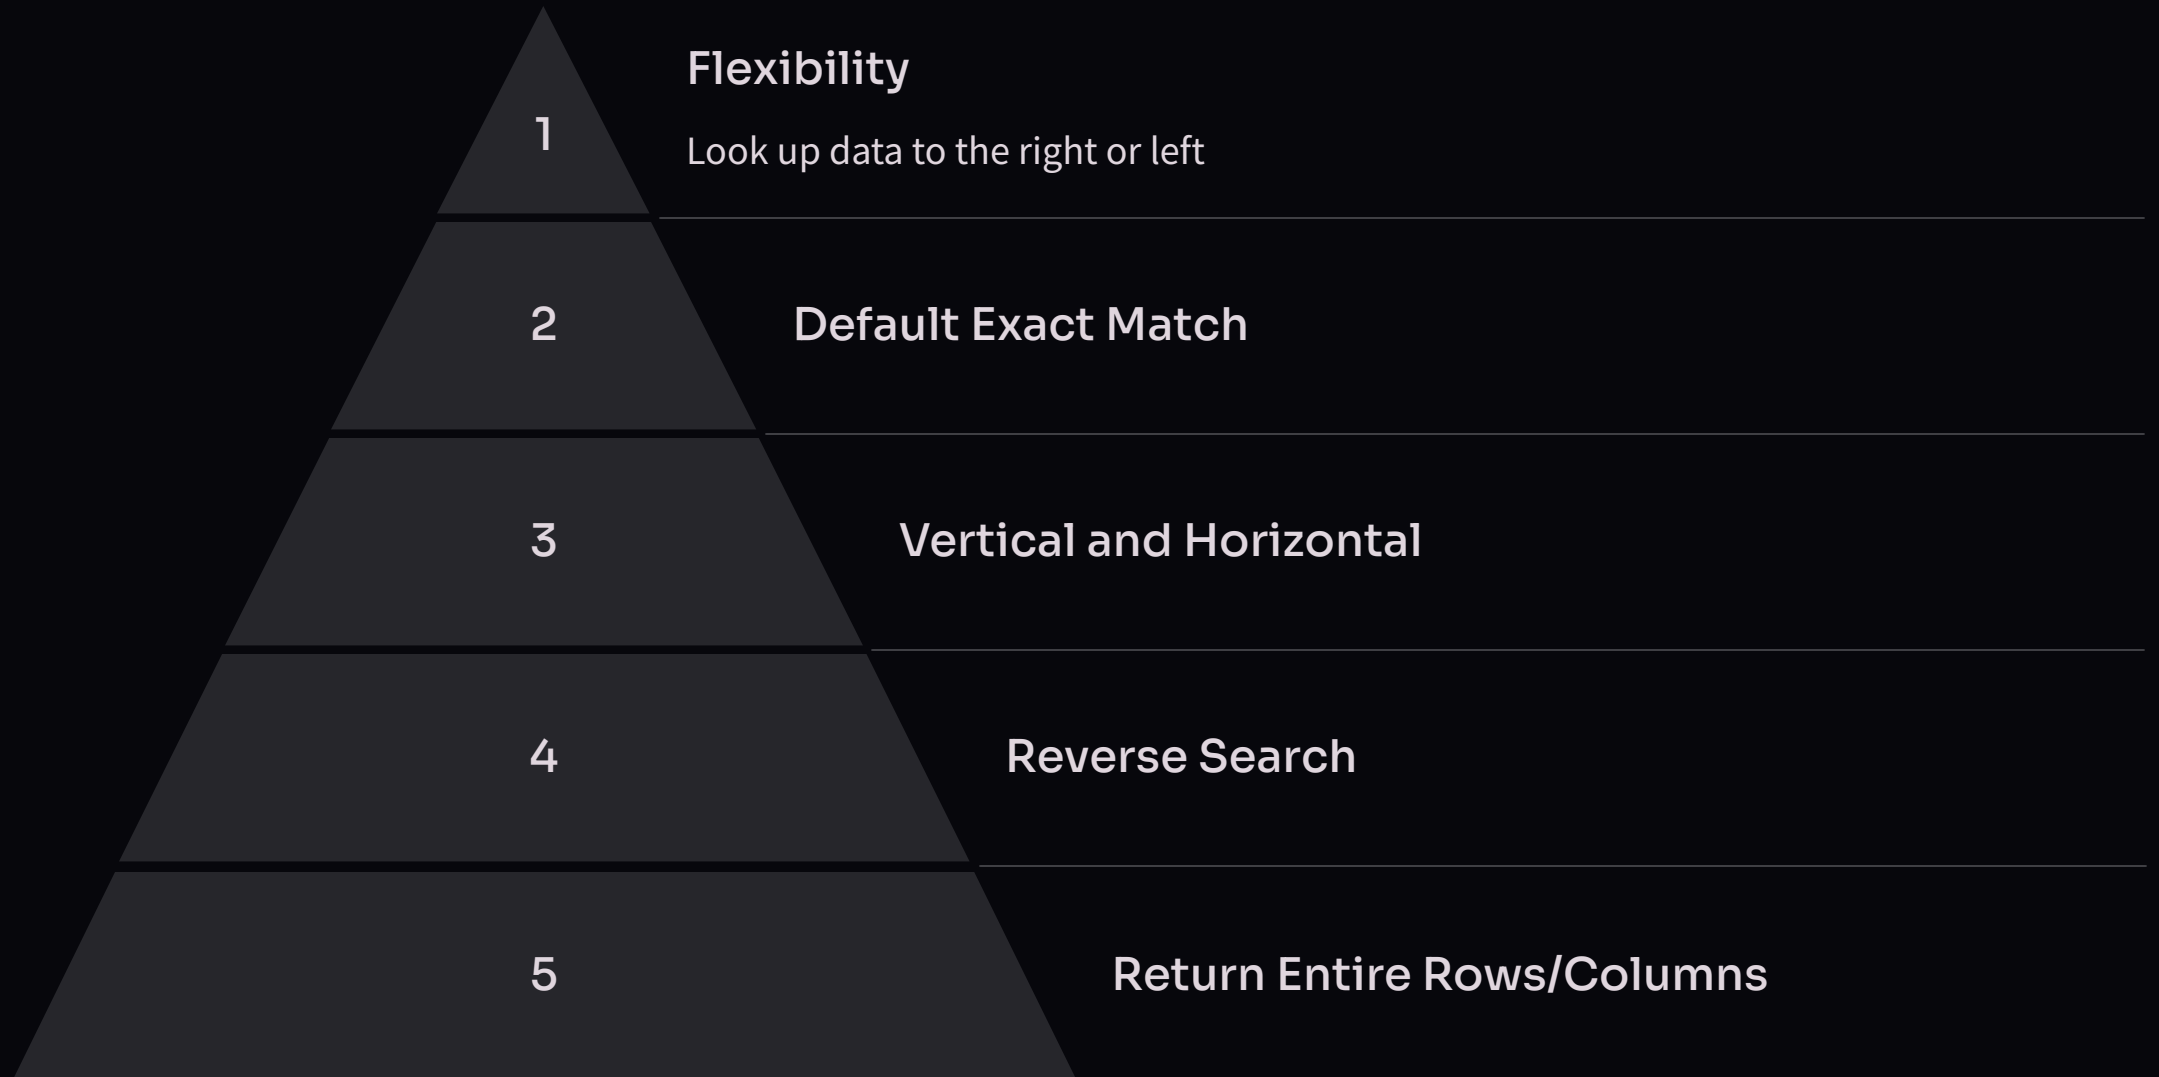 1
Flexibility
Look up data to the right or left
2
Default Exact Match
3
Vertical and Horizontal
4
Reverse Search
5
Return Entire Rows/Columns